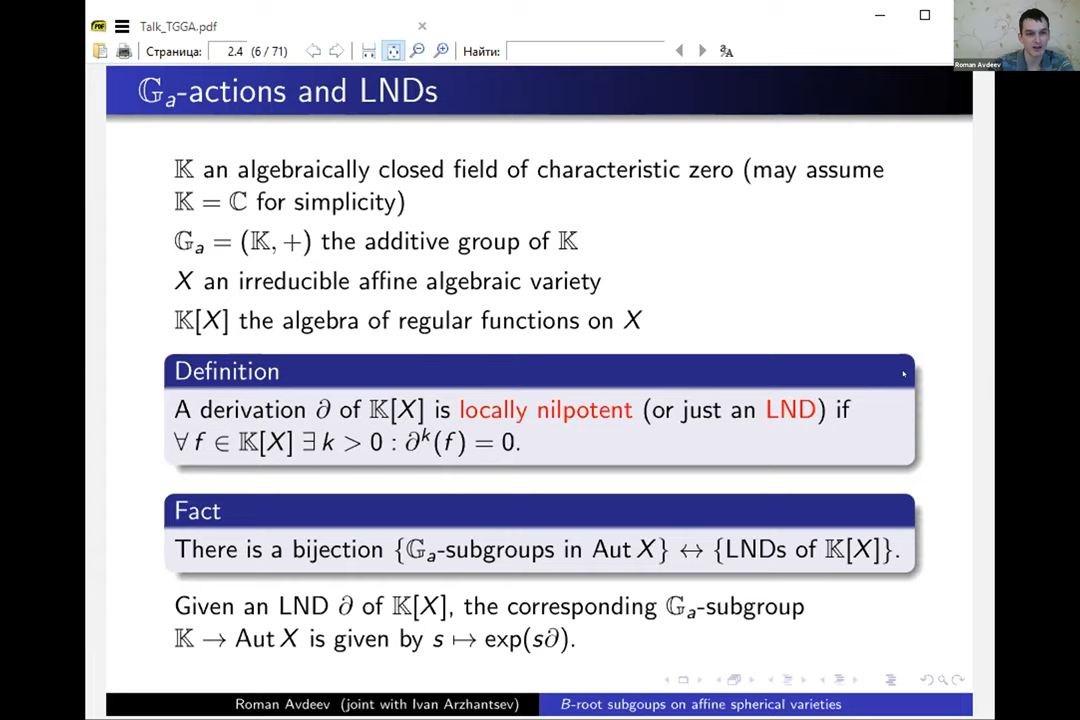 Talk_TGGA.pdf
Страница: 2.4 (6 / 71) Найти:
Roman Avdeev
𝔾ₐ-actions and LNDs
𝕂 an algebraically closed field of characteristic zero (may assume
𝕂 = ℂ for simplicity)
𝔾ₐ = (𝕂, +) the additive group of 𝕂
X an irreducible affine algebraic variety
𝕂[X] the algebra of regular functions on X
Definition
A derivation ∂ of 𝕂[X] is locally nilpotent (or just an LND) if
∀ f ∈ 𝕂[X] ∃ k > 0 : ∂ᵏ(f) = 0.
Fact
There is a bijection {𝔾ₐ-subgroups in Aut X} ↔ {LNDs of 𝕂[X]}.
Given an LND ∂ of 𝕂[X], the corresponding 𝔾ₐ-subgroup
𝕂 → Aut X is given by s ↦ exp(s∂).
Roman Avdeev (joint with Ivan Arzhantsev) B-root subgoups on affine spherical varieties